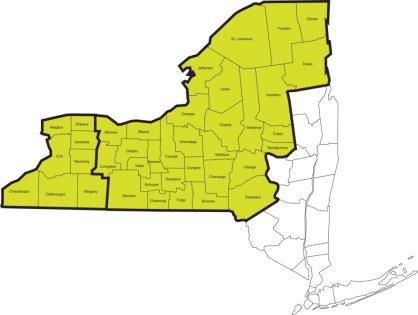 Clinton
Franklin
St. Lawrence
Essex
Jefferson
Lewis
Hamilton
Oswego
Oneida
Herkimer
Fulton
Montgomery
Niagara
Orleans
Monroe
Wayne
Genesee
Erie
Wyoming
Livingston
Ontario
Yates
Seneca
Cayuga
Onondaga
Madison
Otsego
Cortland
Chenango
Tompkins
Schuyler
Chautauqua
Cattaraugus
Allegany
Steuben
Chemung
Tioga
Broome
Delaware